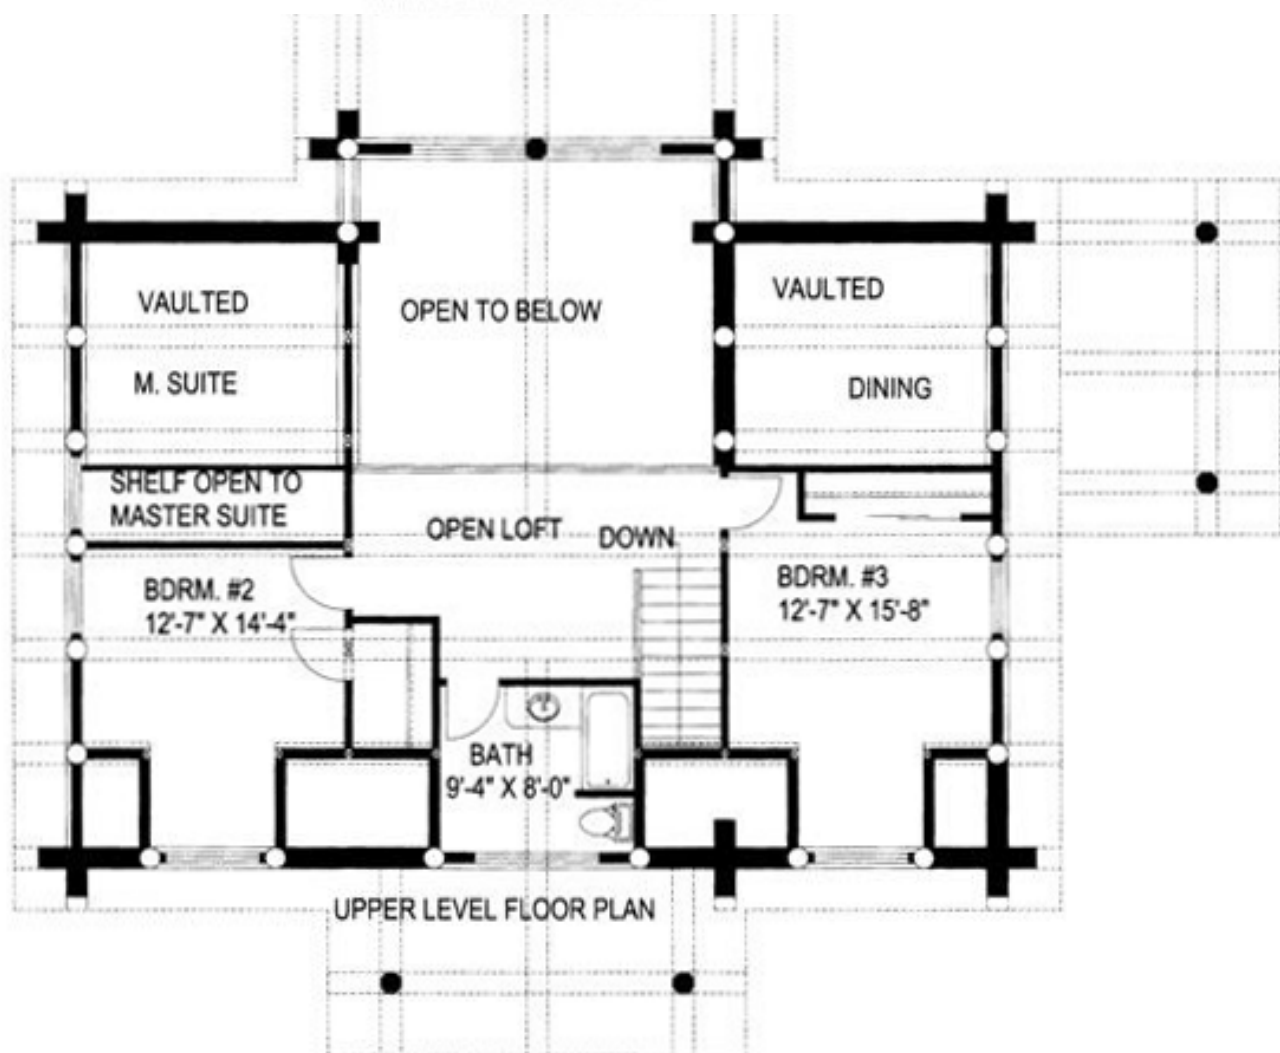 VAULTED
M. SUITE
OPEN TO BELOW
VAULTED
DINING
SHELF OPEN TO
MASTER SUITE
OPEN LOFT
DOWN
BDRM. #2
12'-7" X 14'-4"
BDRM. #3
12'-7" X 15'-8"
BATH
9'-4" X 8'-0"
UPPER LEVEL FLOOR PLAN